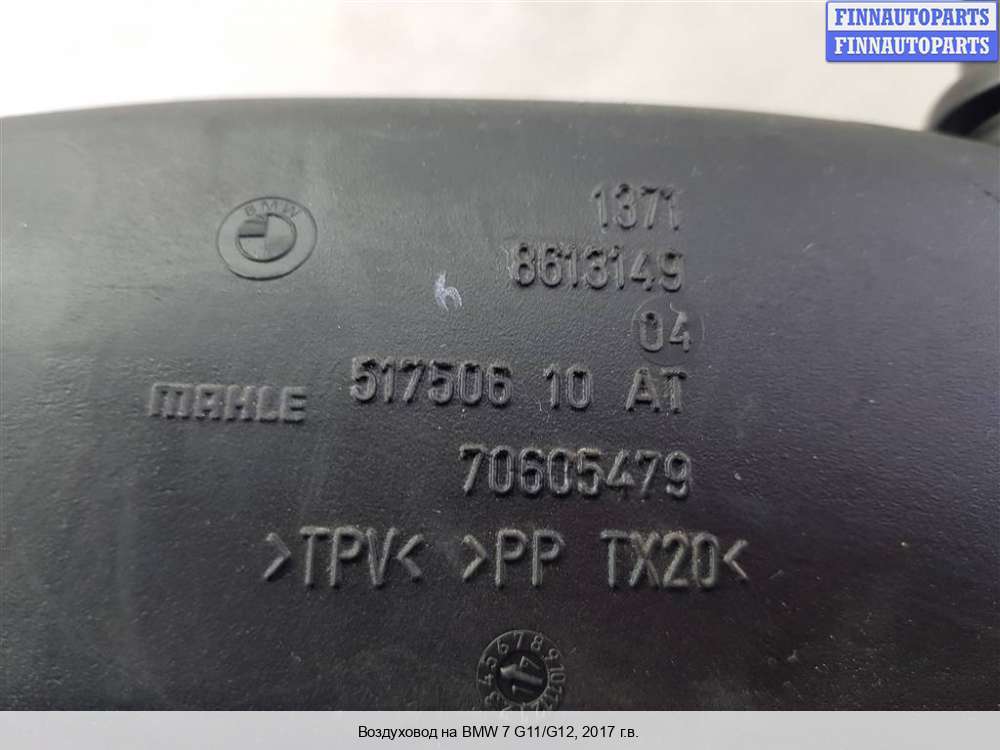 FINNAUTOPARTS
FINNAUTOPARTS
BMW
1371
8613149
04
MAHLE 517506 10 AT
70605479
>TPV< >PP TX20<
Воздуховод на BMW 7 G11/G12, 2017 г.в.